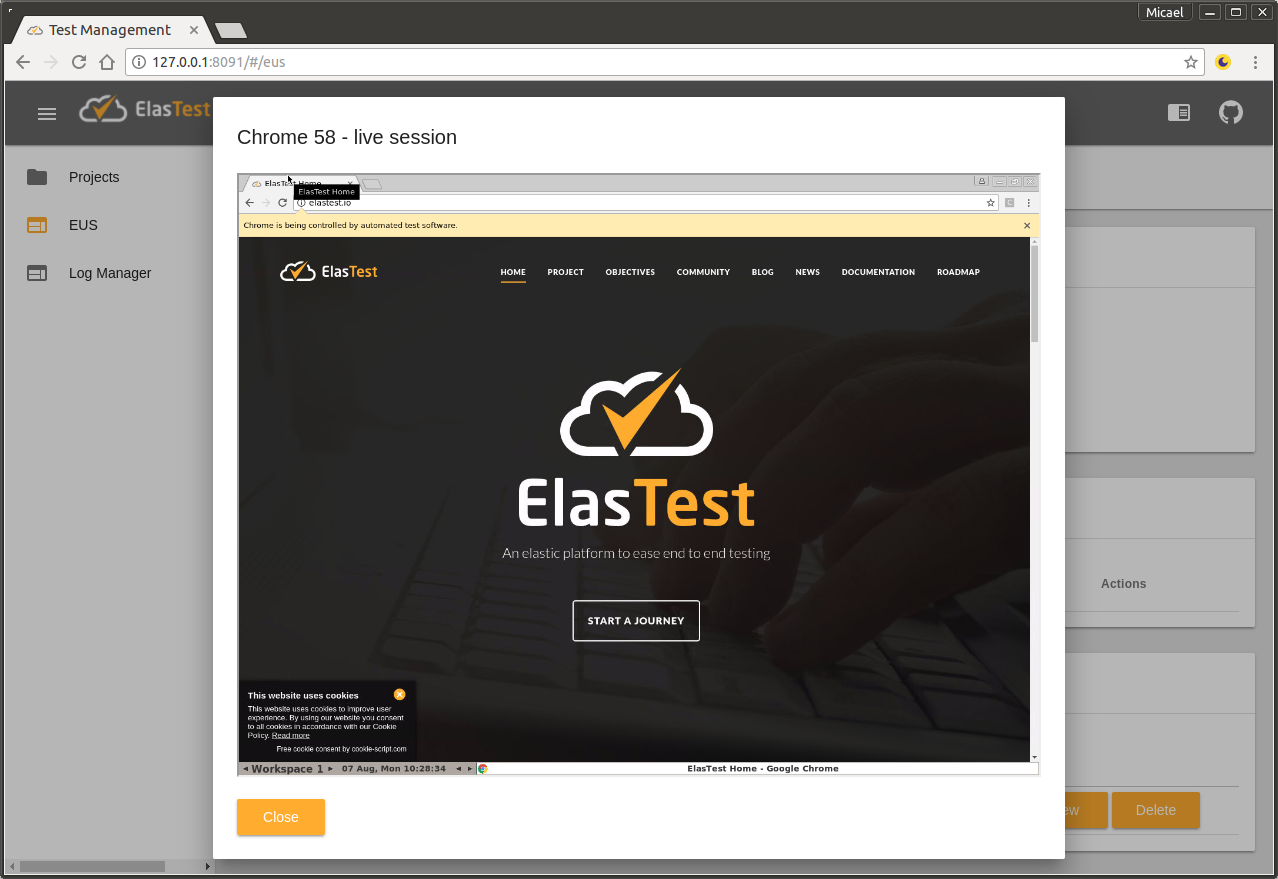 Micael
Test Management
127.0.0.1:8091/#/eus
ElasTest
Chrome 58 - live session
Projects
EUS
Log Manager
ElasTest Home
ElasTest Home
elastest.io
Chrome is being controlled by automated test software.
ElasTest
HOME PROJECT OBJECTIVES COMMUNITY BLOG NEWS DOCUMENTATION ROADMAP
ElasTest
An elastic platform to ease end to end testing
START A JOURNEY
Actions
This website uses cookies
This website uses cookies to improve user
experience. By using our website you consent
to all cookies in accordance with our Cookie
Policy. Read more
Free cookie consent by cookie-script.com
Workspace 1 07 Aug, Mon 10:28:34 ElasTest Home - Google Chrome
Close
Delete